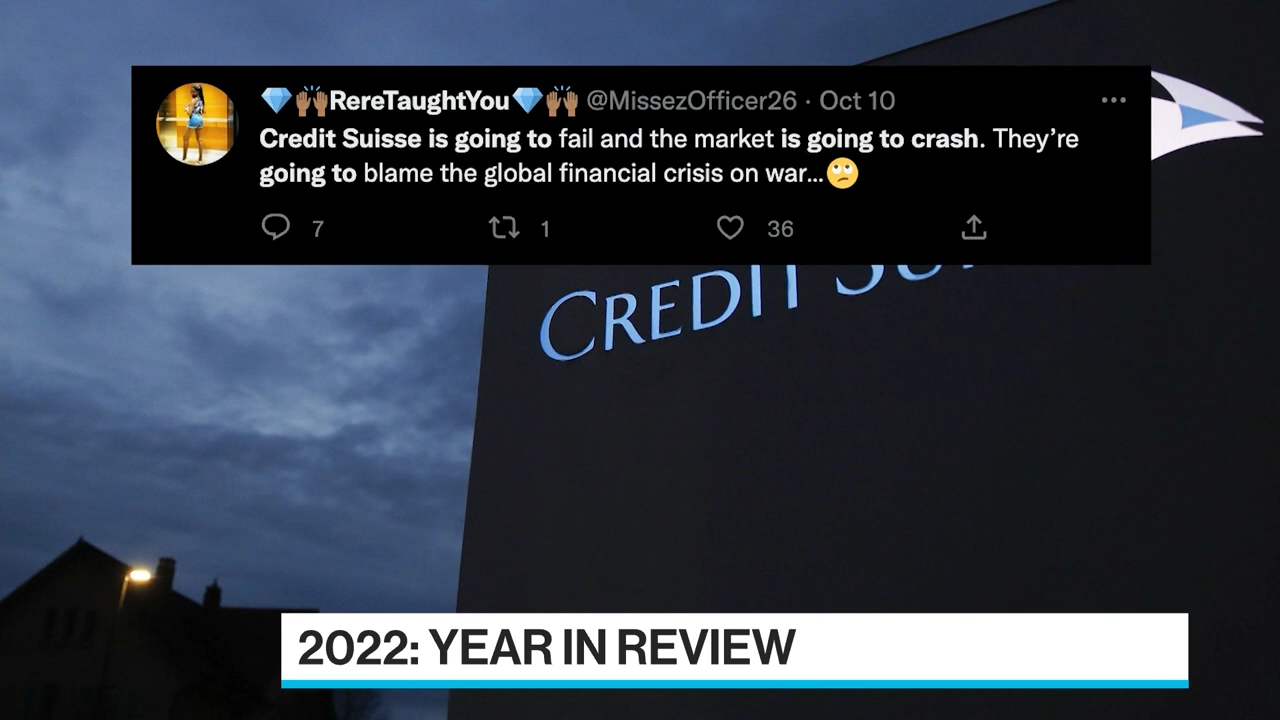 💎🙌🏽RereTaughtYou💎🙌🏽 @MissezOfficer26 · Oct 10
Credit Suisse is going to fail and the market is going to crash. They’re
going to blame the global financial crisis on war...🙄
7 1 36
CREDIT SU
2022: YEAR IN REVIEW